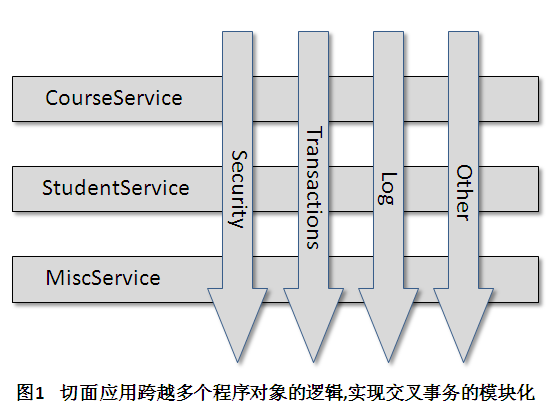 CourseService
StudentService
MiscService
Security
Transactions
Log
Other
图1 切面应用跨越多个程序对象的逻辑,实现交叉事务的模块化